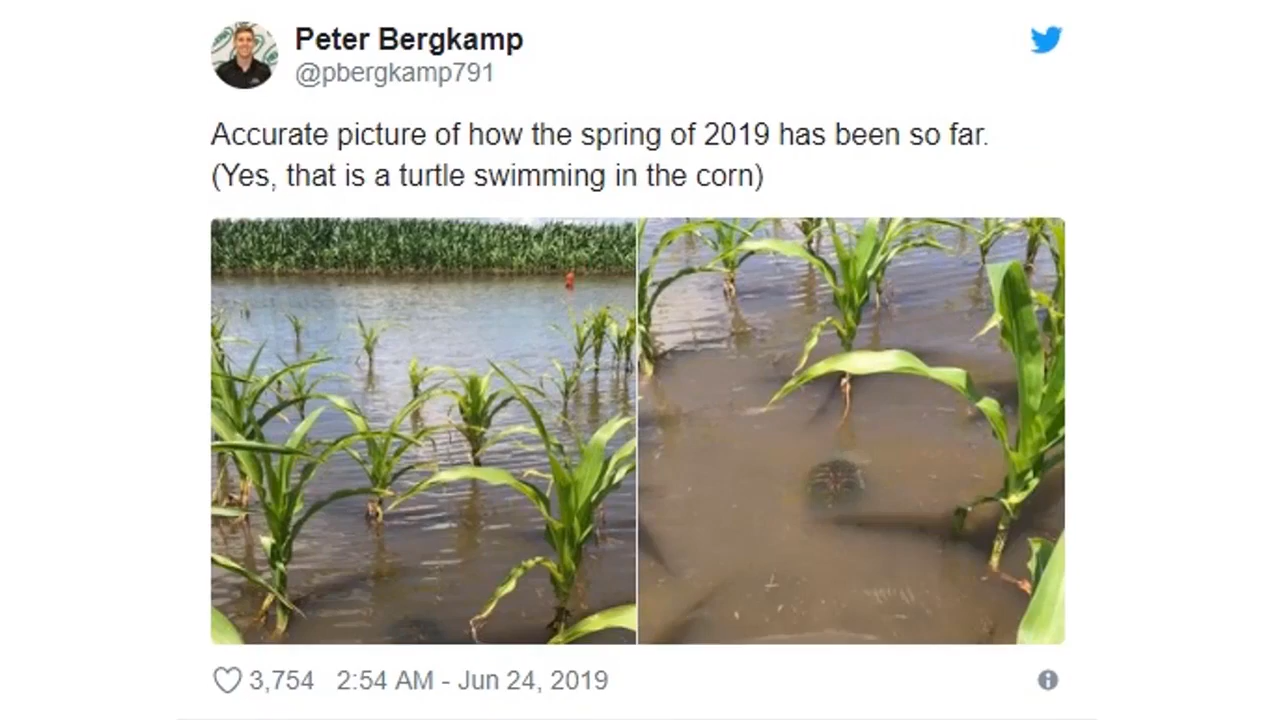 Peter Bergkamp
@pbergkamp791
Accurate picture of how the spring of 2019 has been so far.
(Yes, that is a turtle swimming in the corn)
3,754 2:54 AM - Jun 24, 2019